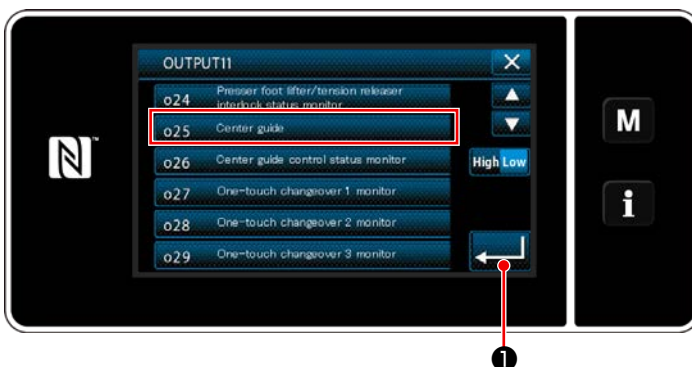 OUTPUT11
o24 Presser foot lifter/tension releaser
interlock status monitor
o25 Center guide
o26 Center guide control status monitor
High Low
o27 One-touch changeover 1 monitor
o28 One-touch changeover 2 monitor
o29 One-touch changeover 3 monitor
M
i
❶